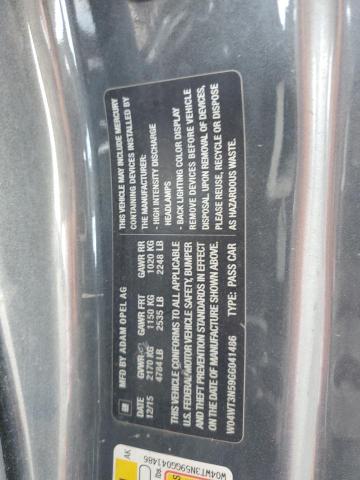 MFD BY ADAM OPEL AG
DATE GVWR GAWR FRT GAWR RR
12/15 2170 KG 1150 KG 1020 KG
4784 LB 2535 LB 2248 LB
THIS VEHICLE CONFORMS TO ALL APPLICABLE
U.S. FEDERAL MOTOR VEHICLE SAFETY, BUMPER
AND THEFT PREVENTION STANDARDS IN EFFECT
ON THE DATE OF MANUFACTURE SHOWN ABOVE.
W04WT3N59GG041486 TYPE: PASS CAR
THIS VEHICLE MAY INCLUDE MERCURY
CONTAINING DEVICES INSTALLED BY
THE MANUFACTURER:
- HIGH INTENSITY DISCHARGE
HEADLAMPS
- BACK LIGHTING COLOR DISPLAY
REMOVE DEVICES BEFORE VEHICLE
DISPOSAL. UPON REMOVAL OF DEVICES,
PLEASE REUSE, RECYCLE OR DISPOSE
AS HAZARDOUS WASTE.
GM
AK
W04WT3N59GG041486
lbs